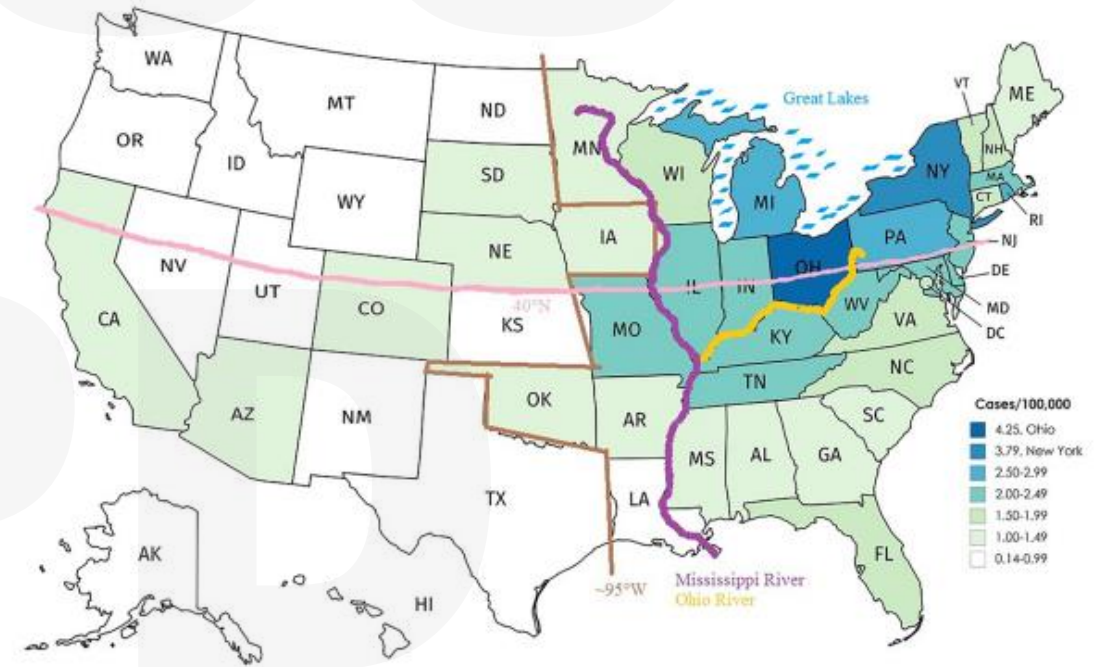 WA
MT
ND
MN
Great Lakes
VT
ME
NH
OR
ID
SD
WI
NY
MA
CT
RI
WY
MI
NV
NE
IA
PA
NJ
UT
CO
40°N
KS
IL
IN
OH
WV
DE
MD
DC
CA
MO
KY
VA
AZ
NM
OK
AR
TN
NC
SC
MS
AL
GA
TX
LA
FL
AK
HI
~95°W
Mississippi River
Ohio River
Cases/100,000
4.25, Ohio
3.79, New York
2.50-2.99
2.00-2.49
1.50-1.99
1.00-1.49
0.14-0.99